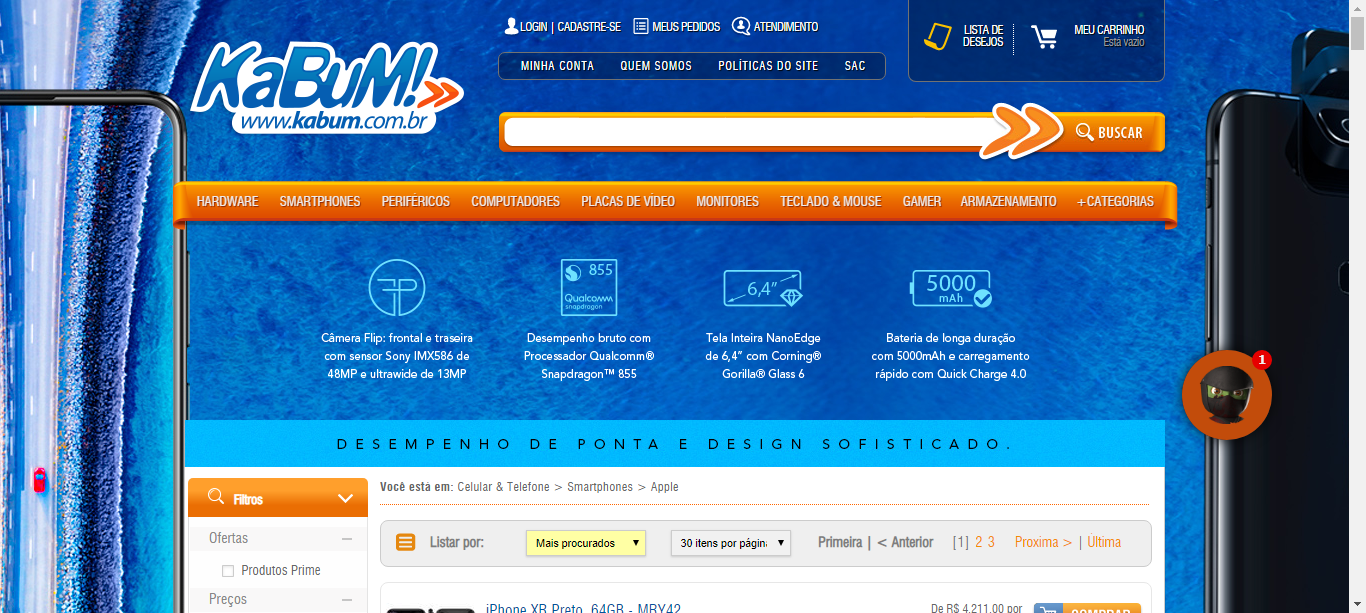 LOGIN | CADASTRE-SE MEUS PEDIDOS ATENDIMENTO
LISTA DE
DESEJOS
MEU CARRINHO
Está vazio
KaBuM!
www.kabum.com.br
MINHA CONTA QUEM SOMOS POLÍTICAS DO SITE SAC
BUSCAR
HARDWARE SMARTPHONES PERIFÉRICOS COMPUTADORES PLACAS DE VÍDEO MONITORES TECLADO & MOUSE GAMER ARMAZENAMENTO +CATEGORIAS
855
Qualcomm
snapdragon
6,4”
5000
mAh
Câmera Flip: frontal e traseira
com sensor Sony IMX586 de
48MP e ultrawide de 13MP
Desempenho bruto com
Processador Qualcomm®
Snapdragon™ 855
Tela Inteira NanoEdge
de 6,4” com Corning®
Gorilla® Glass 6
Bateria de longa duração
com 5000mAh e carregamento
rápido com Quick Charge 4.0
1
DESEMPENHO DE PONTA E DESIGN SOFISTICADO.
Filtros
Ofertas
Produtos Prime
Preços
Você está em: Celular & Telefone > Smartphones > Apple
Listar por: Mais procurados 30 itens por página Primeira | < Anterior [1] 2 3 Proxima > | Última
iPhone XR Preto, 64GB - MRY42
De R$ 4.211,00 por
COMPRAR